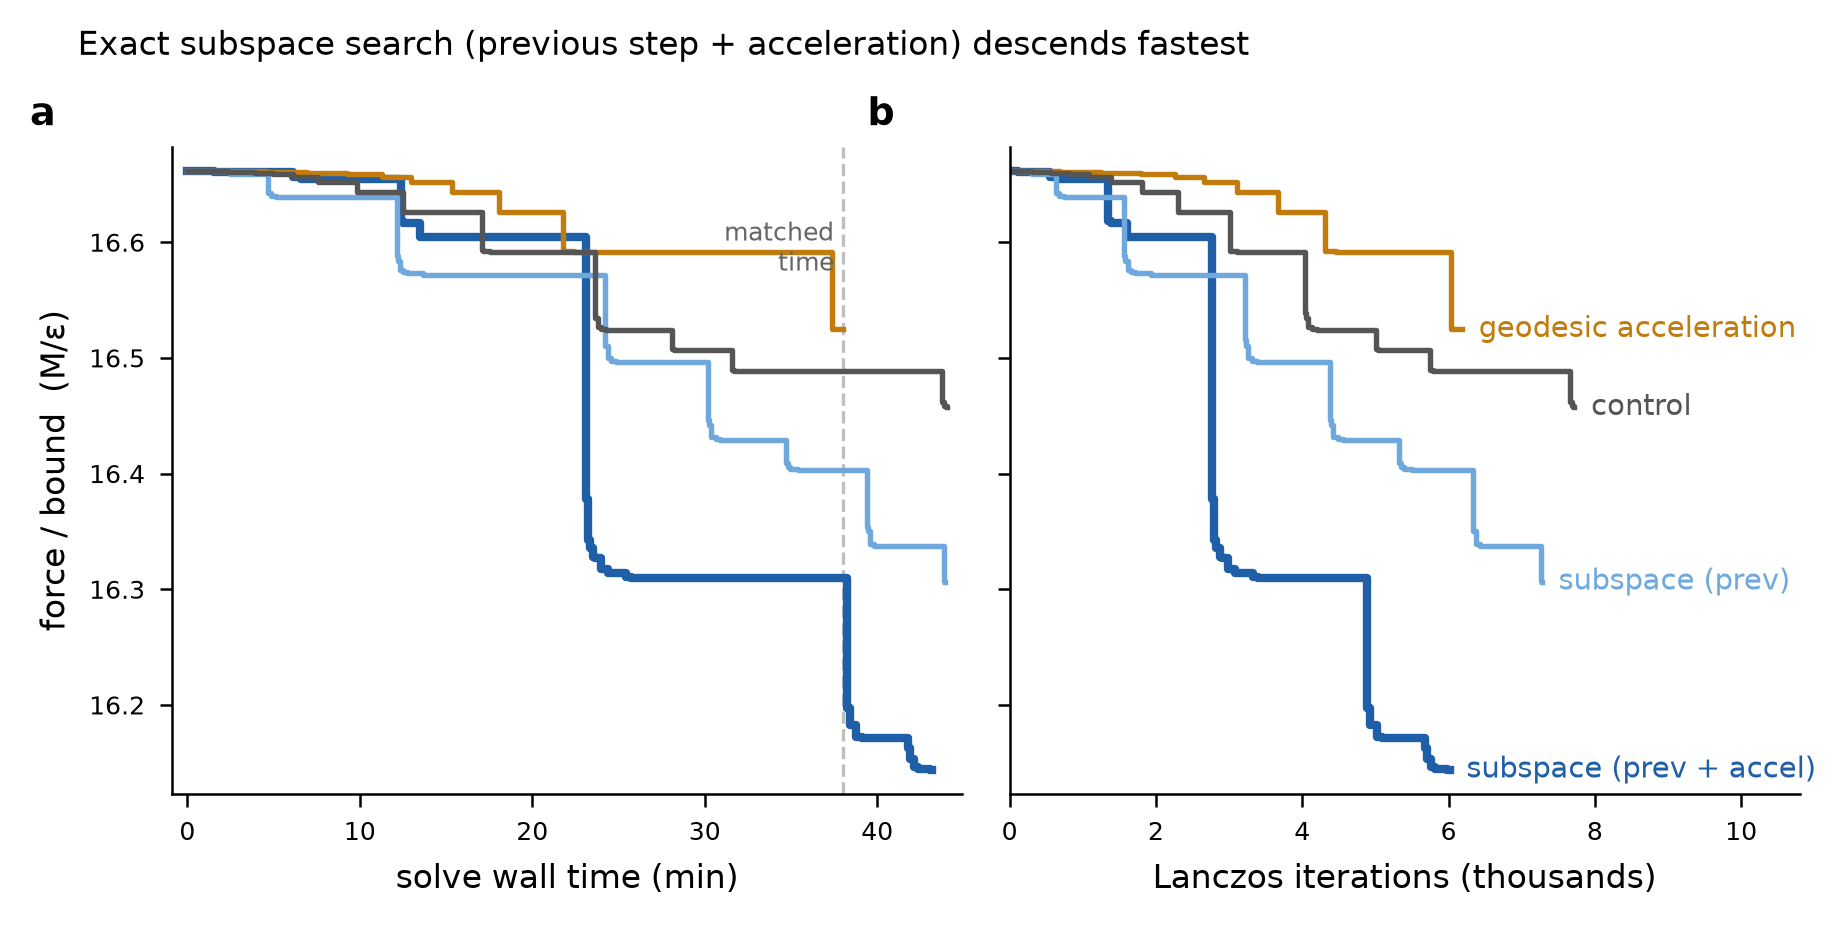 Exact subspace search (previous step + acceleration) descends fastest
a
b
force / bound (M/ε)
16.6
16.5
16.4
16.3
16.2
matched
time
0
10
20
30
40
solve wall time (min)
geodesic acceleration
control
subspace (prev)
subspace (prev + accel)
0
2
4
6
8
10
Lanczos iterations (thousands)